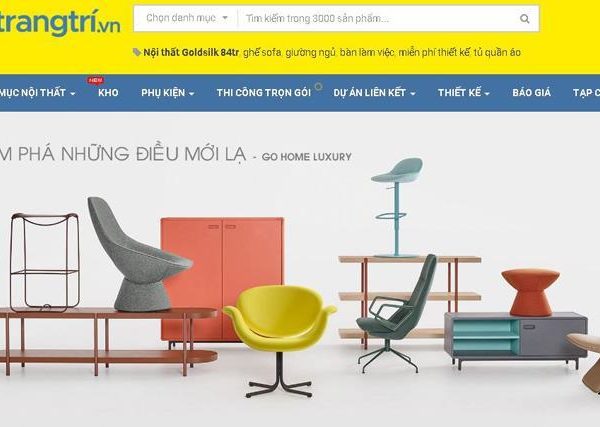 trangtrí.vn
Chọn danh mục
Tìm kiếm trong 3000 sản phẩm...
Nội thất Goldsilk 84tr, ghế sofa, giường ngủ, bàn làm việc, miễn phí thiết kế, tủ quần áo
NEW
MỤC NỘI THẤT KHO PHỤ KIỆN THI CÔNG TRỌN GÓI DỰ ÁN LIÊN KẾT THIẾT KẾ BÁO GIÁ TẠP C
M PHÁ NHỮNG ĐIỀU MỚI LẠ - GO HOME LUXURY